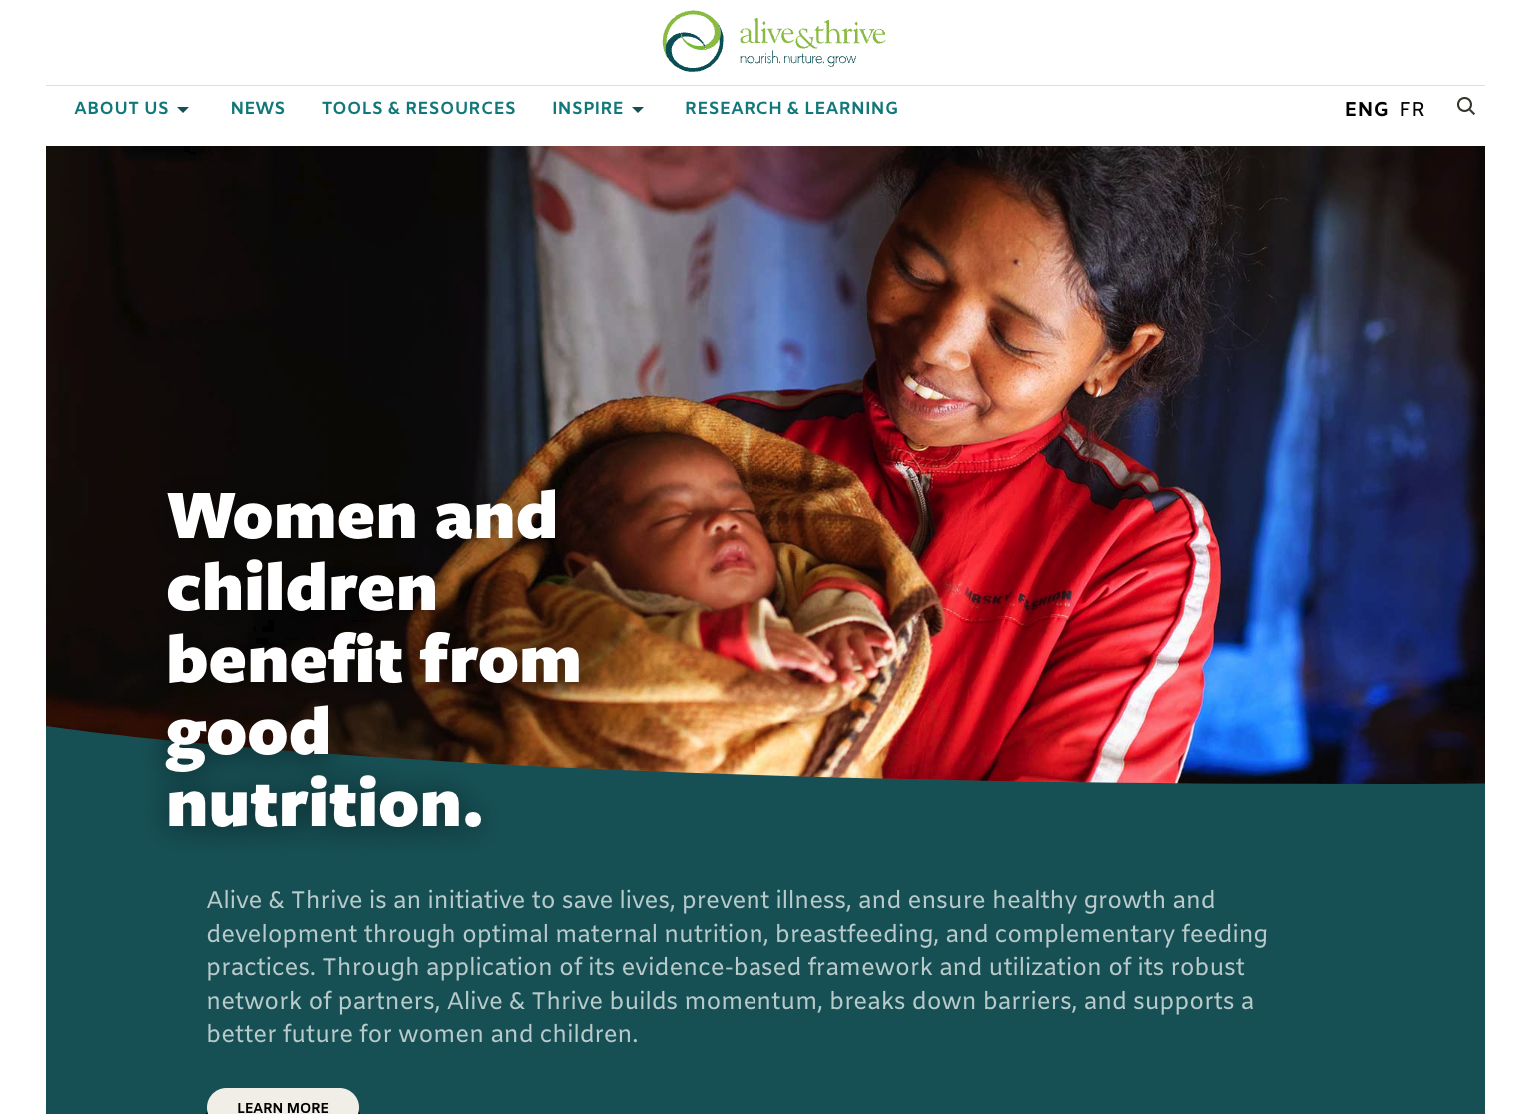 alive&thrive
nourish. nurture. grow
ABOUT US NEWS TOOLS & RESOURCES INSPIRE RESEARCH & LEARNING ENG FR
Women and
children
benefit from
good
nutrition.
Alive & Thrive is an initiative to save lives, prevent illness, and ensure healthy growth and
development through optimal maternal nutrition, breastfeeding, and complementary feeding
practices. Through application of its evidence-based framework and utilization of its robust
network of partners, Alive & Thrive builds momentum, breaks down barriers, and supports a
better future for women and children.
LEARN MORE